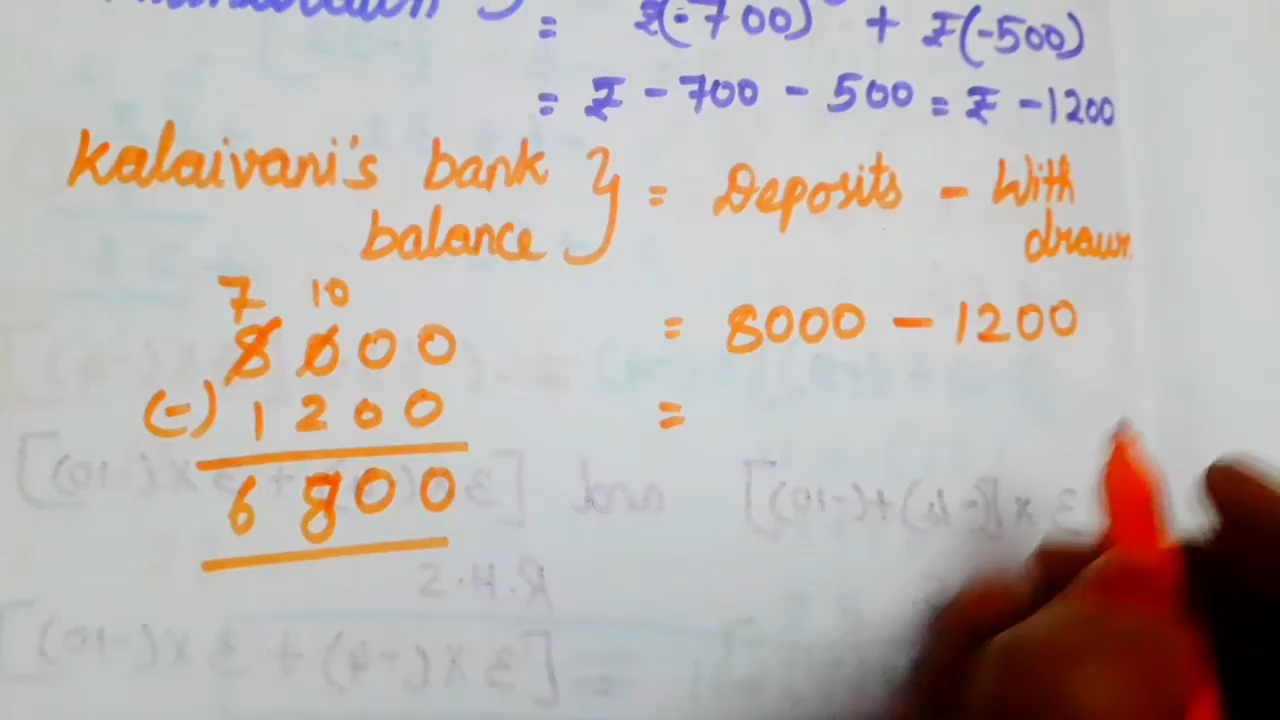 = ₹(-700) + ₹(-500)
= ₹ - 700 - 500 = ₹ -1200
Kalaivani's bank balance } = Deposits - With drawn
7 10
8000 = 8000 - 1200
(-) 1200 =
6800